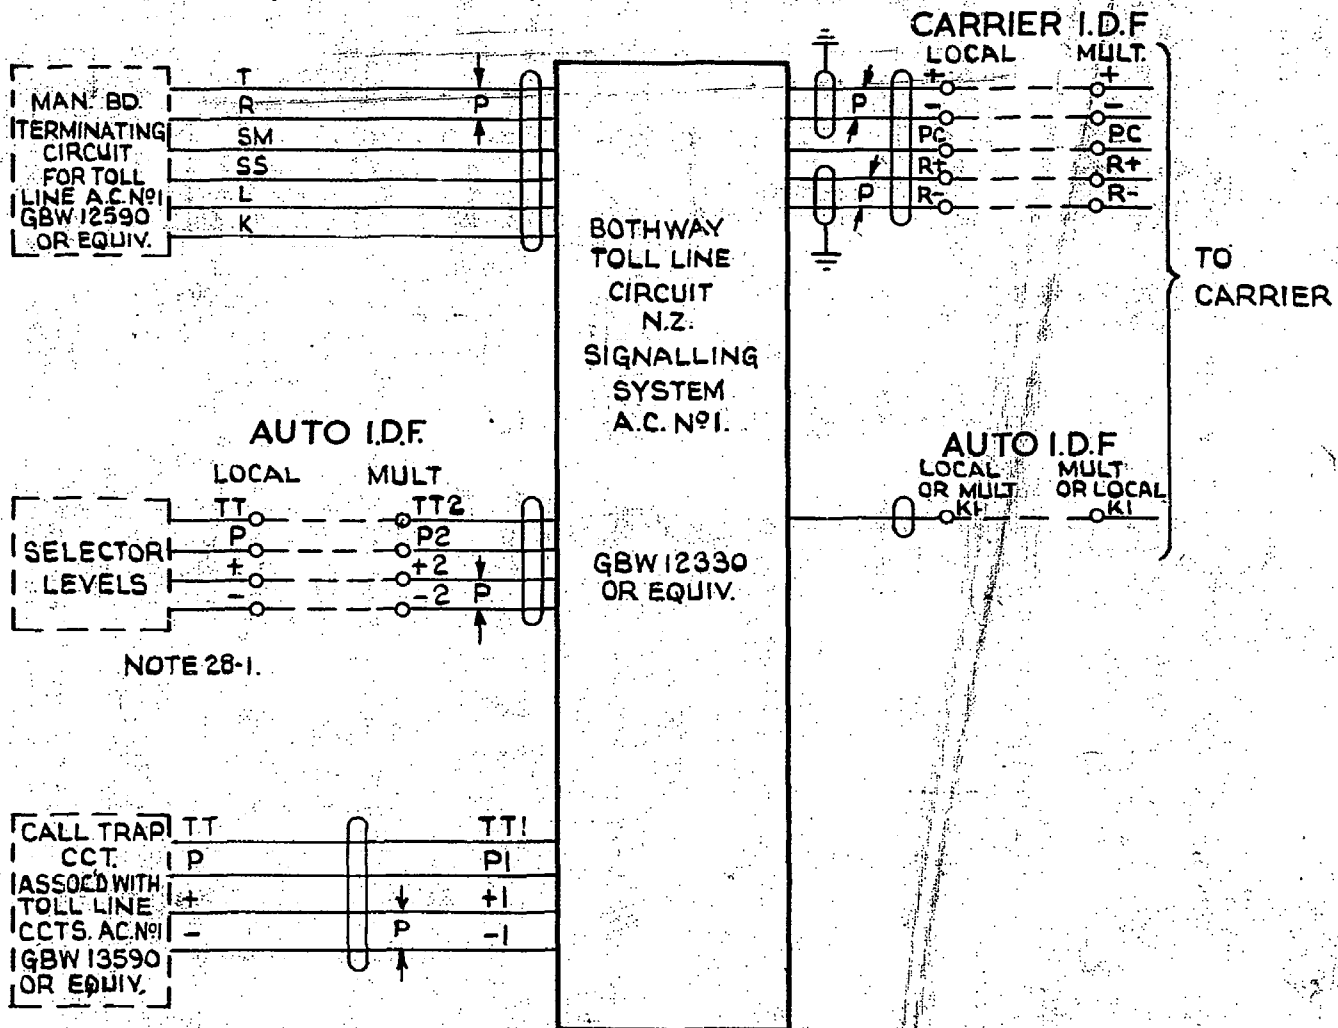 MAN. BD.
TERMINATING
CIRCUIT
FOR TOLL
LINE A.C. Nº1
GBW 12590
OR EQUIV.
T
R
SM
SS
L
K
P
BOTHWAY
TOLL LINE
CIRCUIT
N.Z.
SIGNALLING
SYSTEM
A.C. Nº1.
GBW 12330
OR EQUIV.
CARRIER I.D.F
LOCAL MULT.
+ +
- -
PC PC
R+ R+
R- R-
P
P
TO
CARRIER
AUTO I.D.F.
LOCAL MULT
SELECTOR
LEVELS
TT TT2
P P2
+ +2
- -2 P
NOTE 28-1.
AUTO I.D.F
LOCAL MULT
OR MULT OR LOCAL
K1 K1
CALL TRAP
CCT.
ASSOC'D WITH
TOLL LINE
CCTS. A.C. Nº1
GBW 13590
OR EQUIV.
TT TT1
P P1
+ +1
- P -1